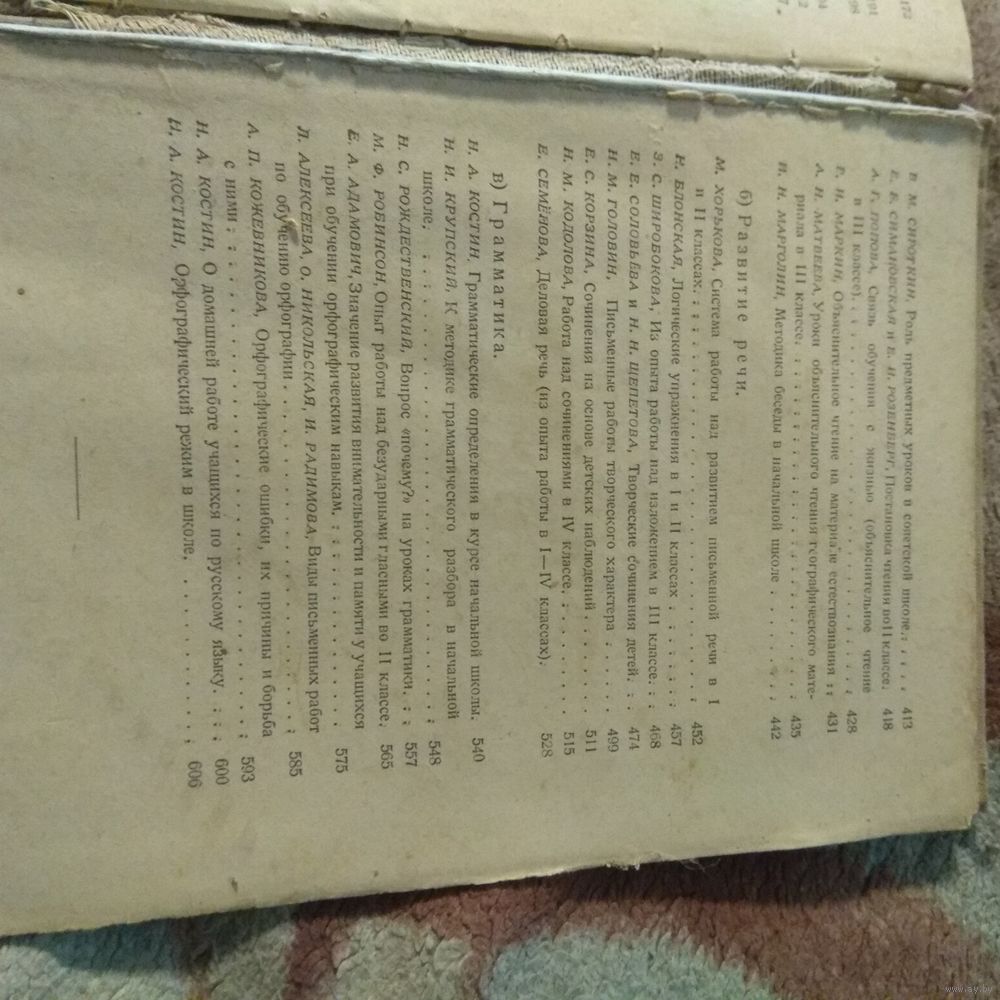 В. М. СИРОТКИН, Роль предметных уроков в советской школе. . . . . . 413
Е. В. СИМАНОВСКАЯ и Б. И. РОЗЕНБЕРГ, Постановка чтения во II классе. 418
А. Г. ПОПОВА, Связь обучения с жизнью (объяснительное чтение
в III классе). . . . . . . . . . . . . . . . . . 428
Р. Н. МАРКИН, Объяснительное чтение на материале естествознания . . 431
А. Н. МАТВЕЕВА, Уроки объяснительного чтения географического мате-
риала в III классе. . . . . . . . . . . . . . . . 435
И. Н. МАРГОЛИН, Методика беседы в начальной школе . . . . . . 442
б) Развитие речи.
М. ХОРЬКОВА, Система работы над развитием письменной речи в I
и II классах. . . . . . . . . . . . . . . . . . 452
Р. БЛОНСКАЯ, Логические упражнения в I и II классах . . . . . . 457
З. С. ШИРОБОКОВА, Из опыта работы над изложением в III классе. . . 468
Е. Е. СОЛОВЬЁВА и Н. Н. ЩЕПЕТОВА, Творческие сочинения детей. . . 474
Н. М. ГОЛОВИН, Письменные работы творческого характера . . . . . 499
Е. С. КОРЗИНА, Сочинения на основе детских наблюдений . . . . . . 511
Н. М. КОДОЛОВА, Работа над сочинениями в IV классе. . . . . . . 515
Е. СЕМЁНОВА, Деловая речь (из опыта работы в I—IV классах). . . . 528
в) Грамматика.
Н. А. КОСТИН, Грамматические определения в курсе начальной школы. 540
Н. И. КРУПСКИЙ, К методике грамматического разбора в начальной
школе. . . . . . . . . . . . . . . . . . . . . 548
Н. С. РОЖДЕСТВЕНСКИЙ, Вопрос «почему?» на уроках грамматики. . . 557
М. Ф. РОБИНСОН, Опыт работы над безударными гласными во II классе. 565
Е. А. АДАМОВИЧ, Значение развития внимательности и памяти у учащихся
при обучении орфографическим навыкам. . . . . . . . . . 575
Л. АЛЕКСЕЕВА, О. НИКОЛЬСКАЯ, И. РАДИМОВА, Виды письменных работ
по обучению орфографии. . . . . . . . . . . . . . . 585
А. П. КОЖЕВНИКОВА, Орфографические ошибки, их причины и борьба
с ними . . . . . . . . . . . . . . . . . . . . 593
Н. А. КОСТИН, О домашней работе учащихся по русскому языку. . . . 600
Н. А. КОСТИН, Орфографический режим в школе. . . . . . . . . 606
172
www.ay.by